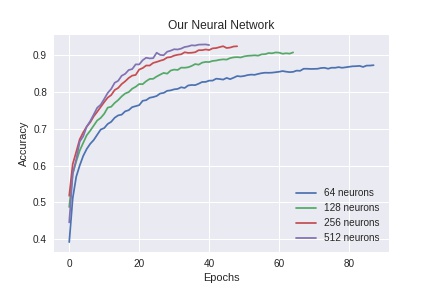 Our Neural Network
Accuracy
0.9
0.8
0.7
0.6
0.5
0.4
64 neurons
128 neurons
256 neurons
512 neurons
0 20 40 60 80
Epochs